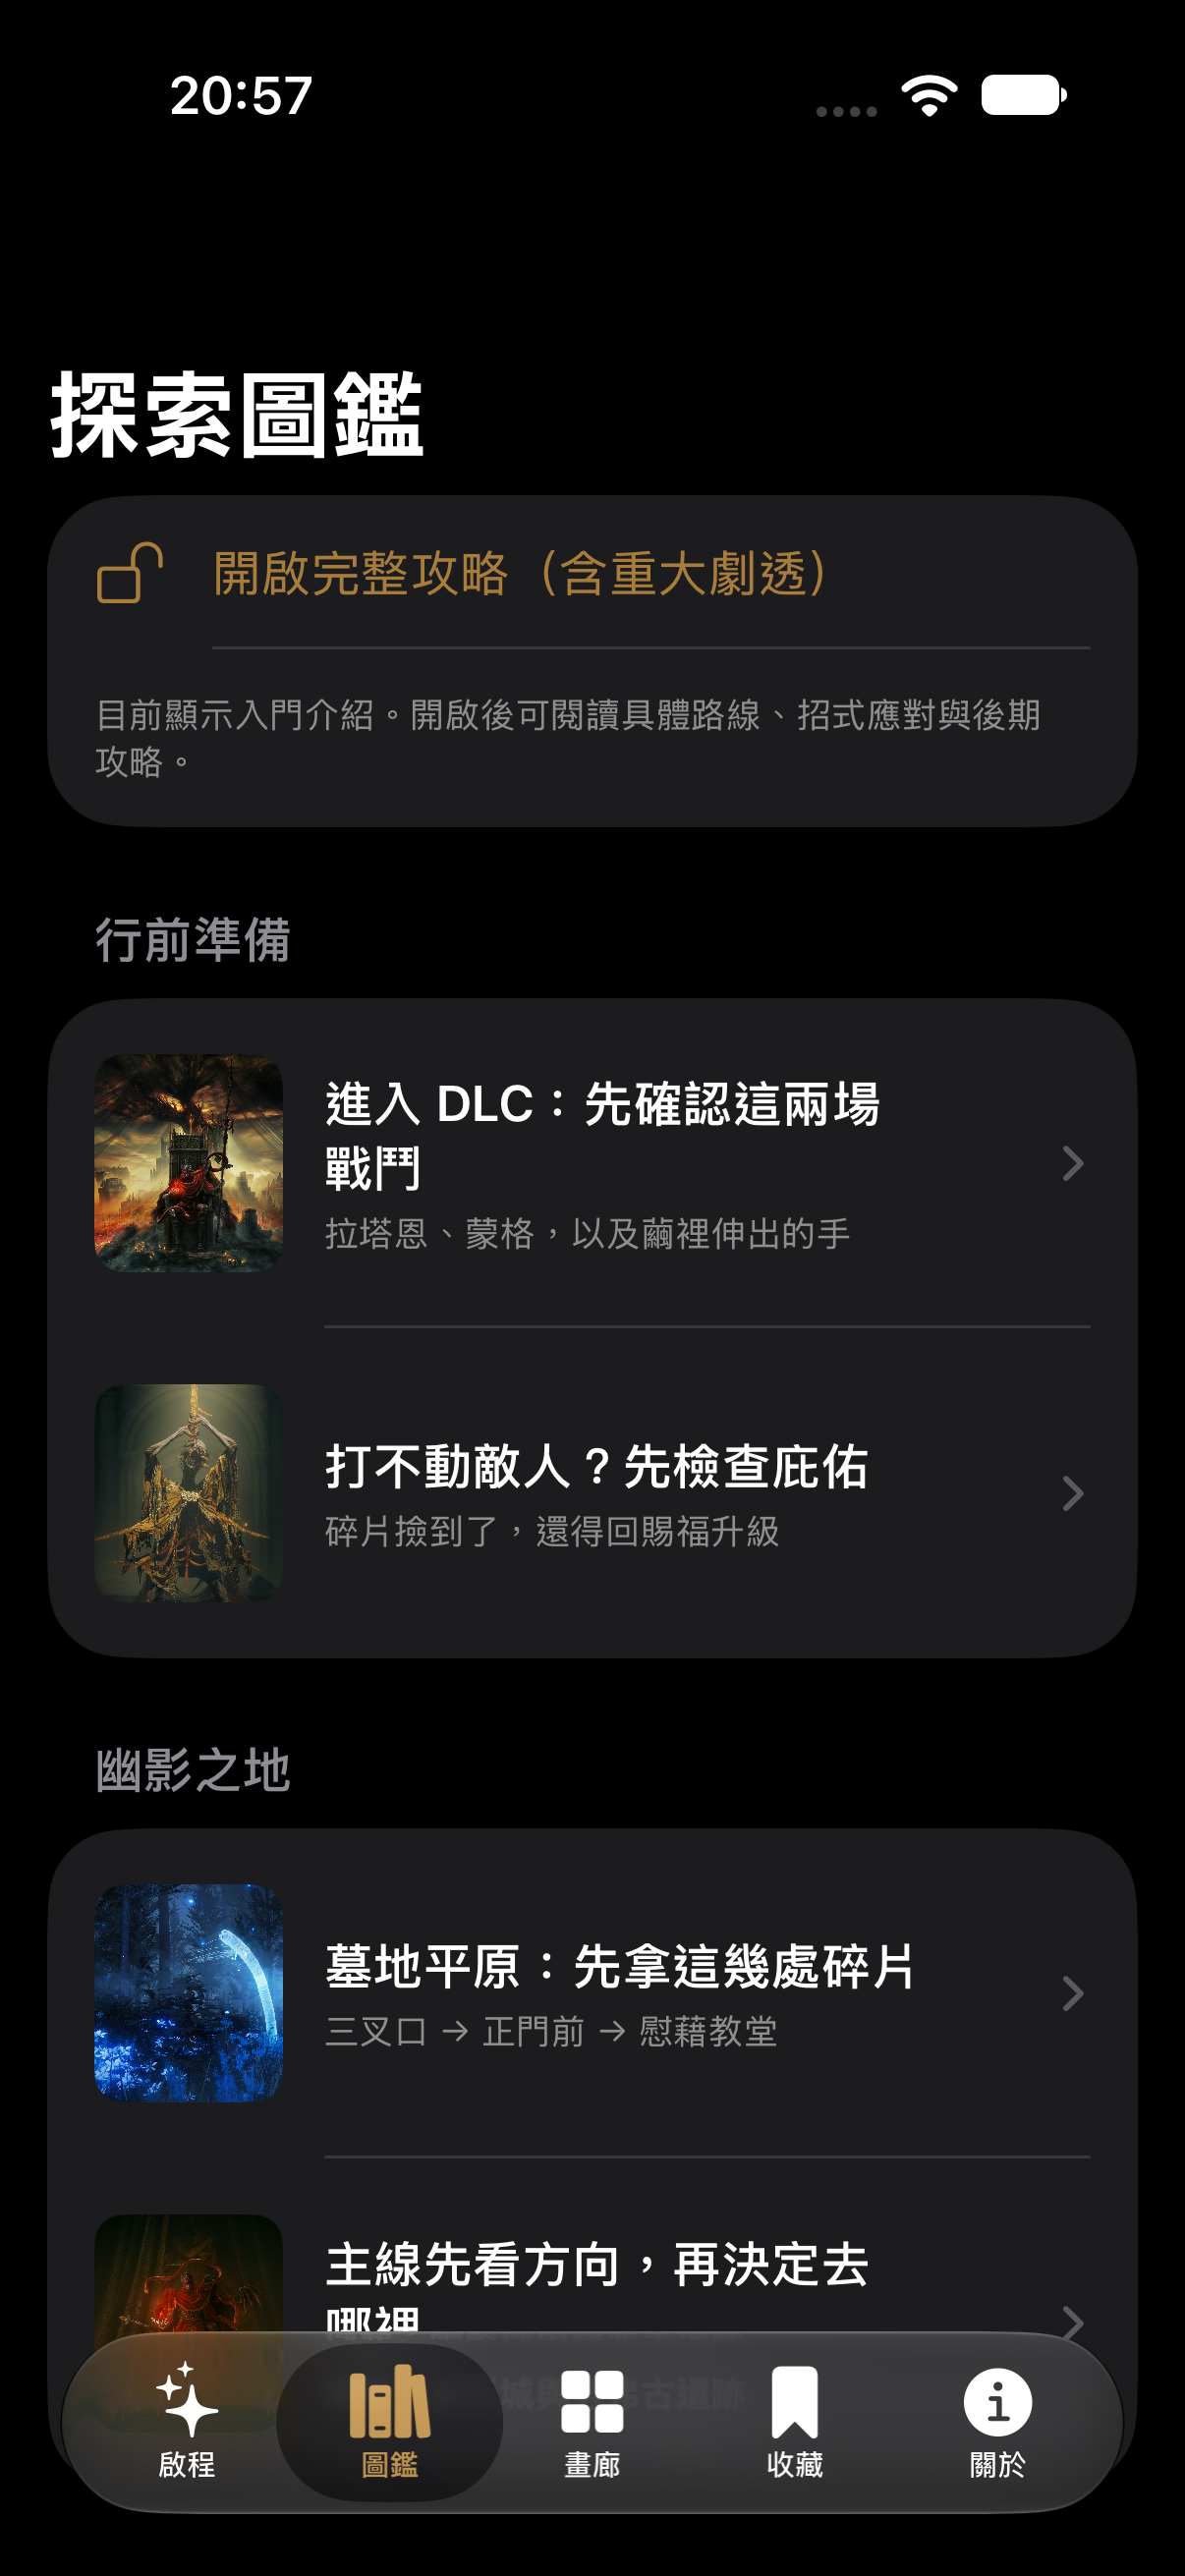 20:57
探索圖鑑
開啟完整攻略（含重大劇透）
目前顯示入門介紹。開啟後可閱讀具體路線、招式應對與後期
攻略。
行前準備
進入 DLC：先確認這兩場
戰鬥
拉塔恩、蒙格，以及繭裡伸出的手
打不動敵人？先檢查庇佑
碎片撿到了，還得回賜福升級
幽影之地
墓地平原：先拿這幾處碎片
三叉口 → 正門前 → 慰藉教堂
主線先看方向，再決定去
哪裡
啟程
圖鑑
畫廊
收藏
關於